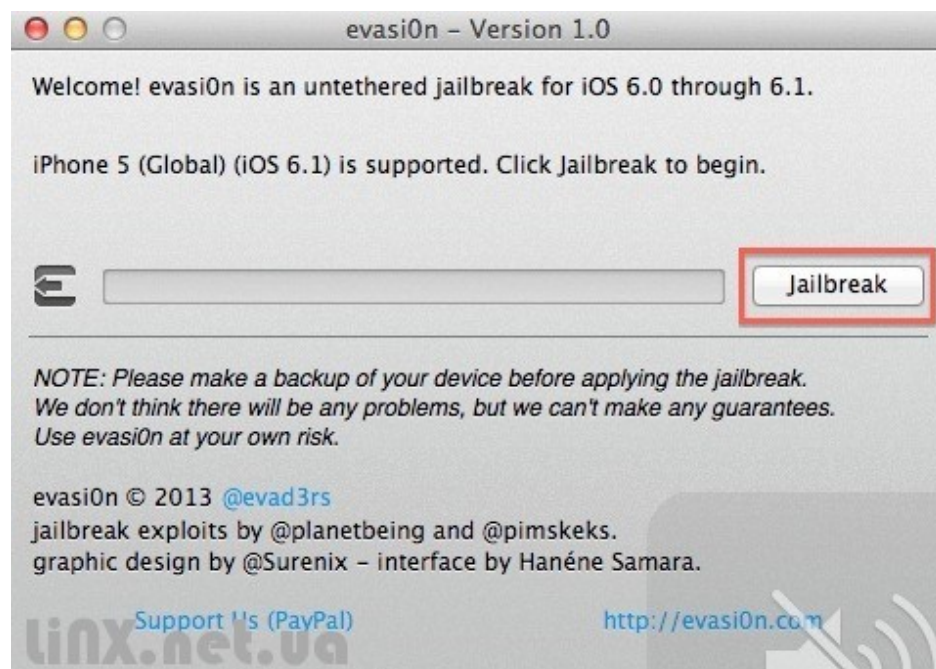 evasi0n – Version 1.0
Welcome! evasi0n is an untethered jailbreak for iOS 6.0 through 6.1.
iPhone 5 (Global) (iOS 6.1) is supported. Click Jailbreak to begin.
Jailbreak
NOTE: Please make a backup of your device before applying the jailbreak.
We don't think there will be any problems, but we can't make any guarantees.
Use evasi0n at your own risk.
evasi0n © 2013 @evad3rs
jailbreak exploits by @planetbeing and @pimskeks.
graphic design by @Surenix – interface by Hanéne Samara.
Support Us (PayPal) http://evasi0n.com
LiNX.net.ua